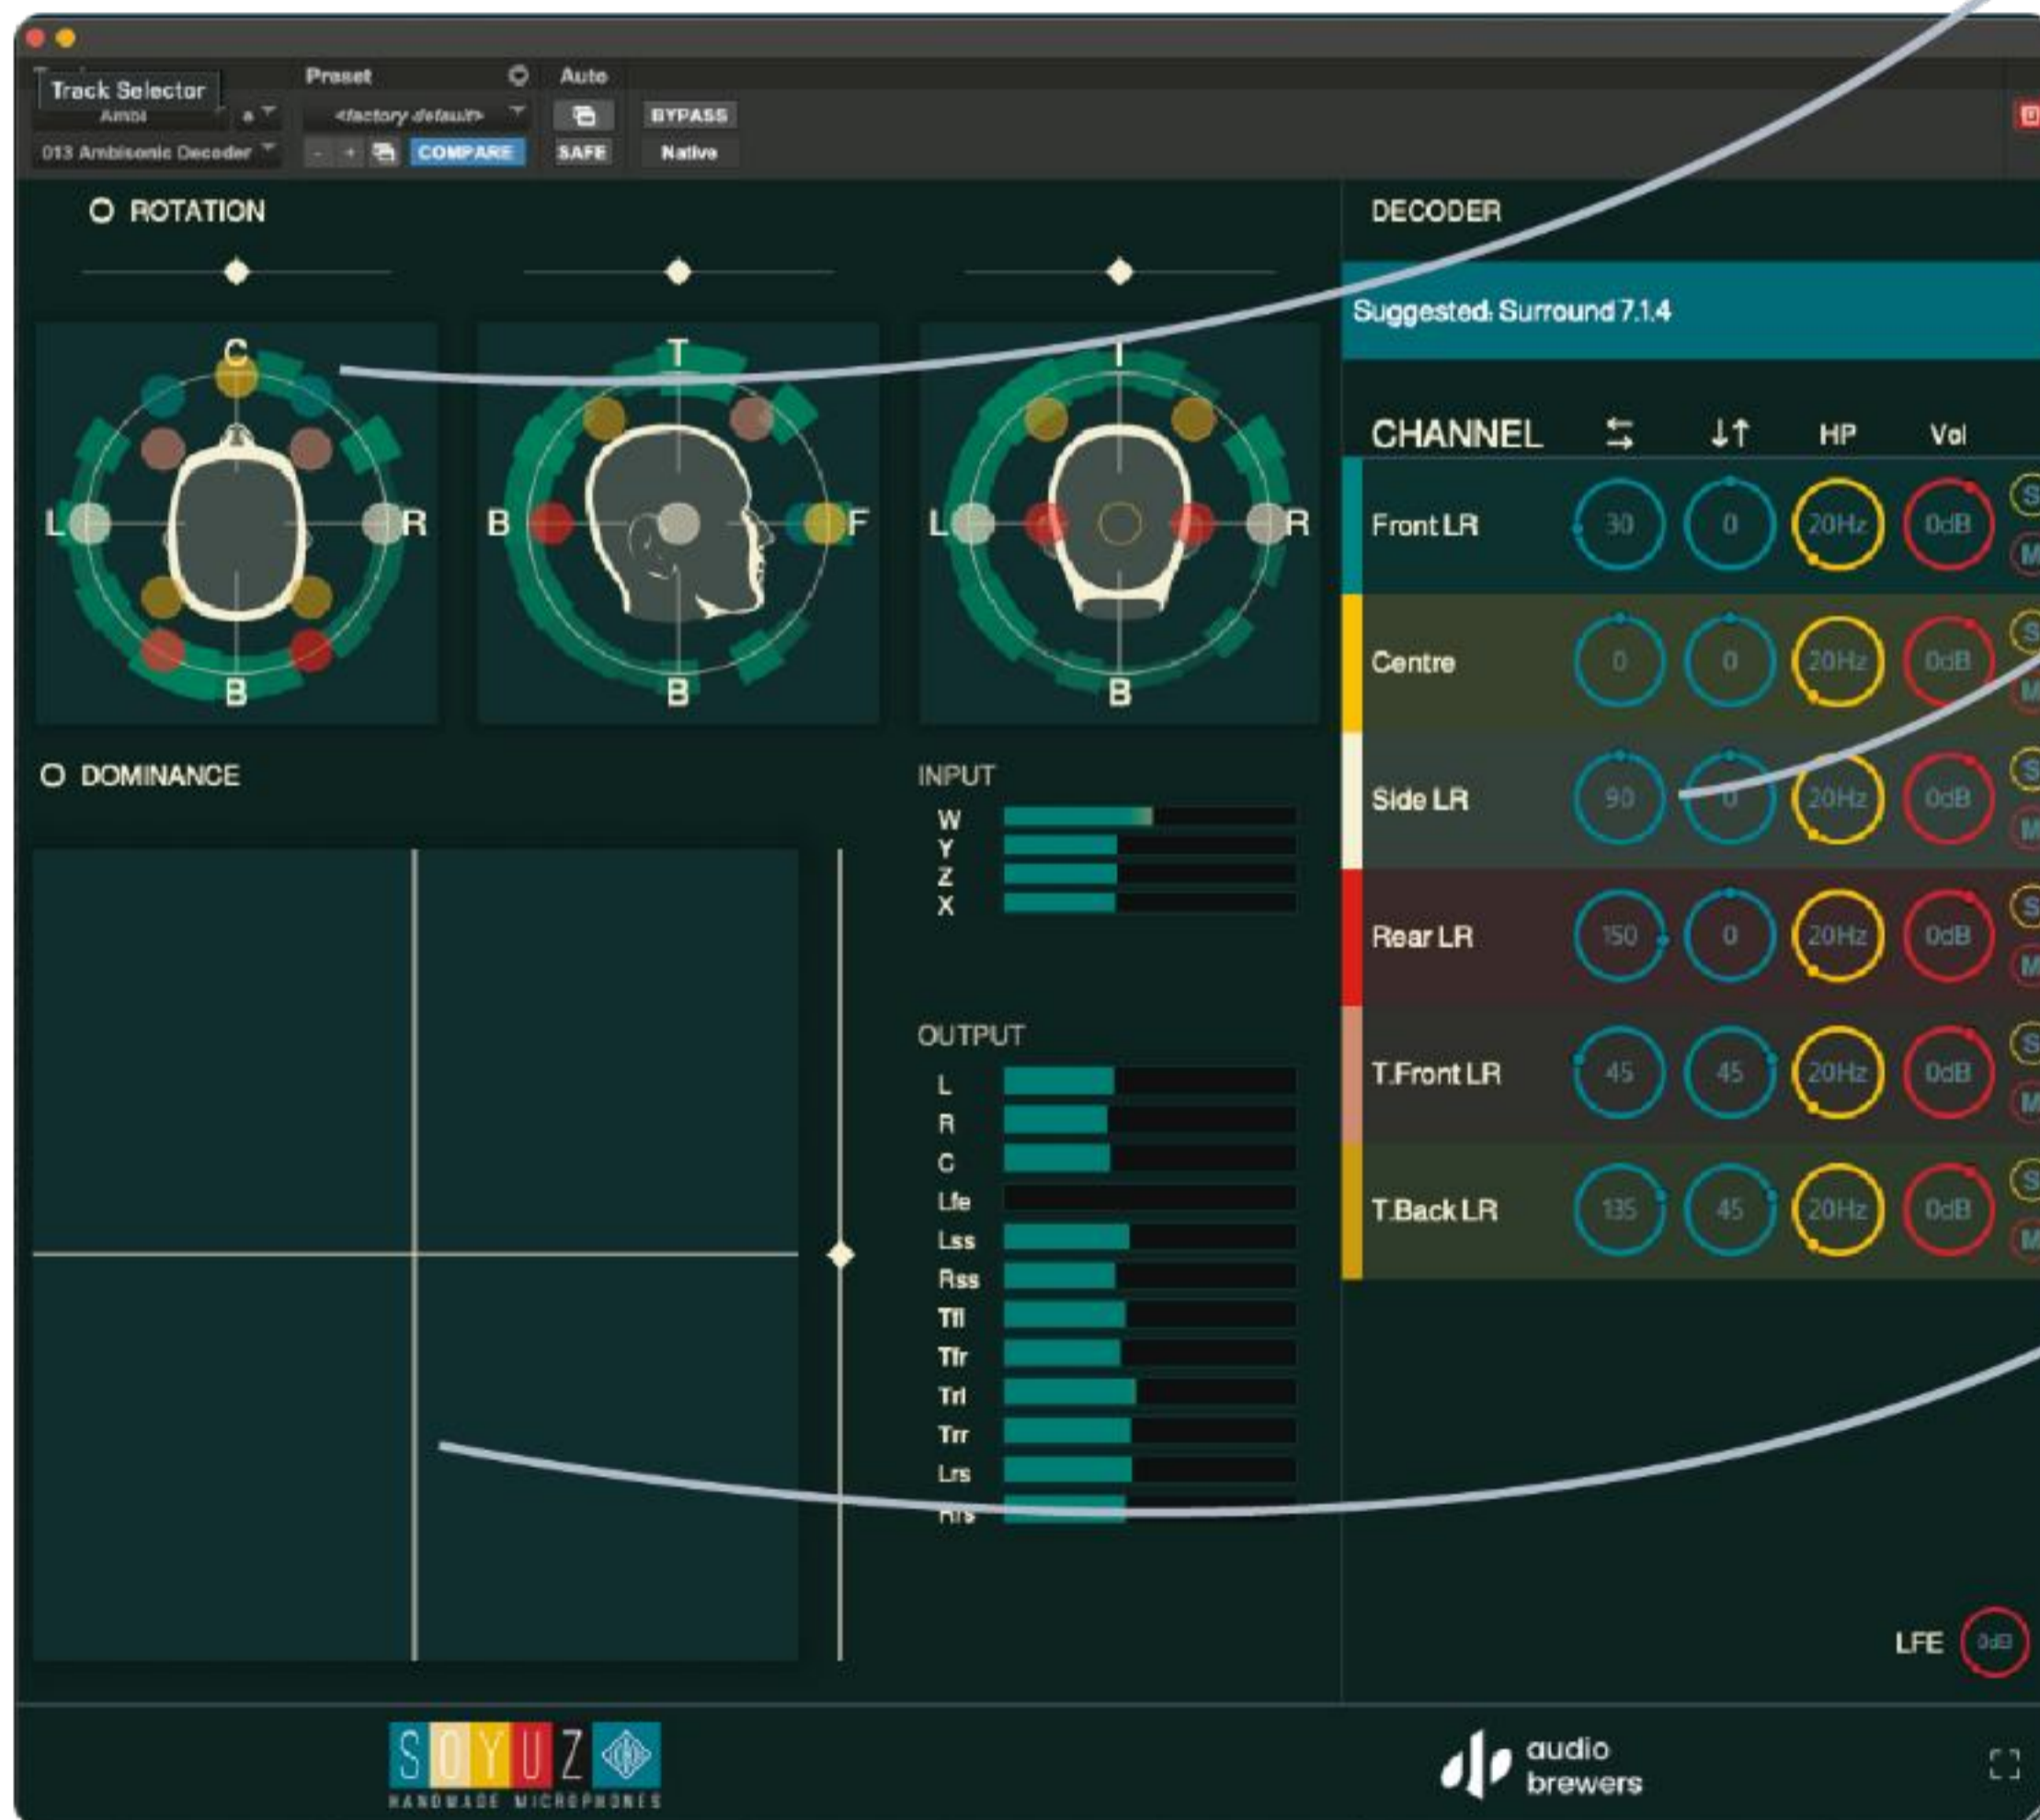 Track Selector
Preset
Auto
Ambi
a
<factory default>
BYPASS
013 Ambisonic Decoder
- +
COMPARE
SAFE
Native
ROTATION
DECODER
Suggested: Surround 7.1.4
C
L
R
B
T
B
F
B
L
R
B
CHANNEL
HP
Vol
Front LR
30
0
20Hz
0dB
S
M
Centre
0
0
20Hz
0dB
S
M
Side LR
90
0
20Hz
0dB
S
M
Rear LR
150
0
20Hz
0dB
S
M
T.Front LR
45
45
20Hz
0dB
S
M
T.Back LR
135
45
20Hz
0dB
S
M
DOMINANCE
INPUT
W
Y
Z
X
OUTPUT
L
R
C
Lfe
Lss
Rss
Tfl
Tfr
Trl
Trr
Lrs
LFE
0dB
SOYUZ
HANDMADE MICROPHONES
audio
brewers